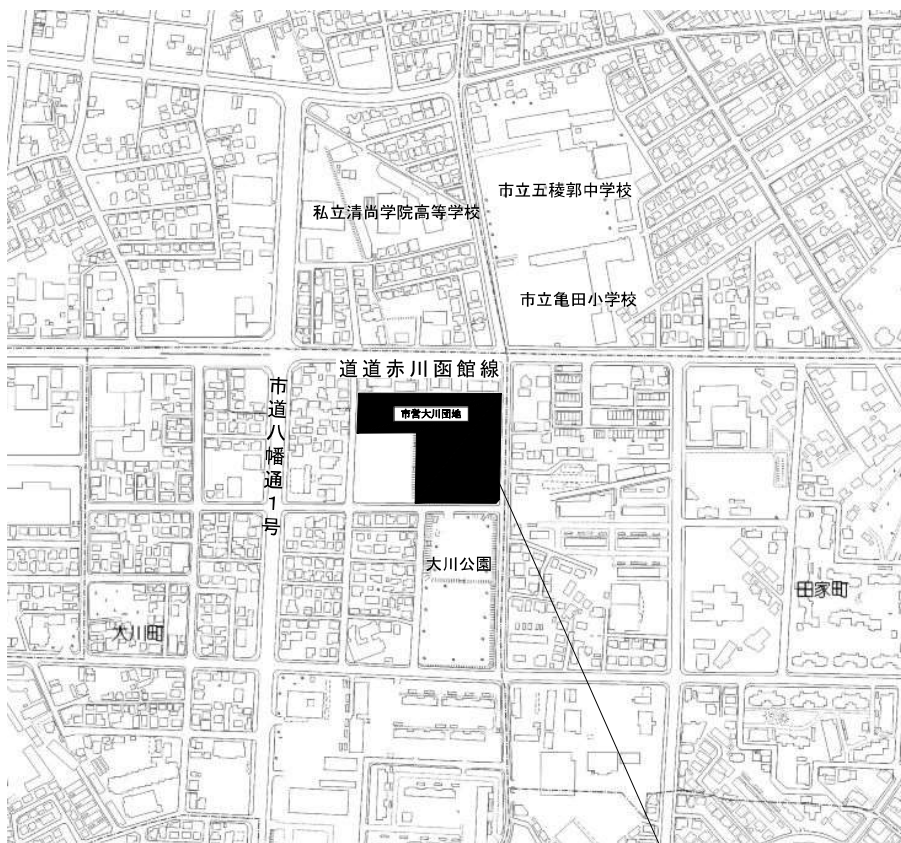 市立五稜郭中学校
私立清尚学院高等学校
市立亀田小学校
道道赤川函館線
市道八幡通1号
市営大川団地
大川公園
田家町
大川町